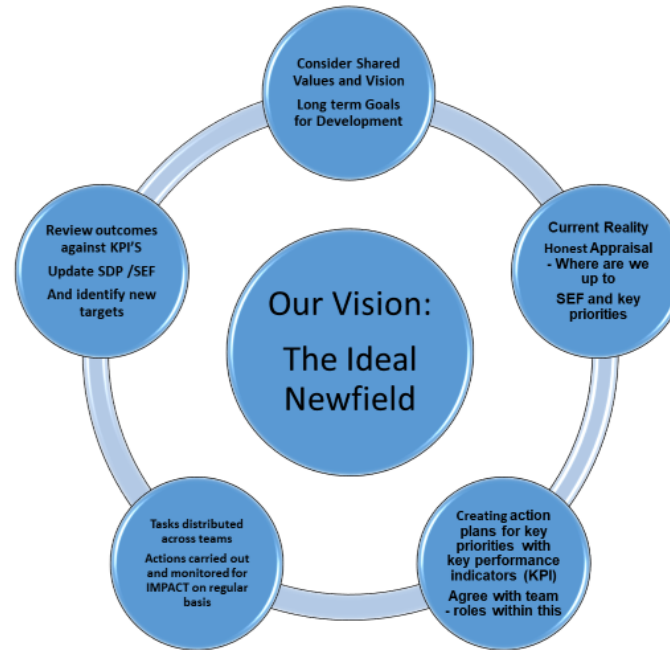 Consider Shared
Values and Vision
Long term Goals
for Development
Current Reality
Honest Appraisal
- Where are we
up to
SEF and key
priorities
Creating action
plans for key
priorities with
key performance
indicators (KPI)
Agree with team
- roles within this
Tasks distributed
across teams
Actions carried out
and monitored for
IMPACT on regular
basis
Review outcomes
against KPI'S
Update SDP /SEF
And identify new
targets
Our Vision:
The Ideal
Newfield